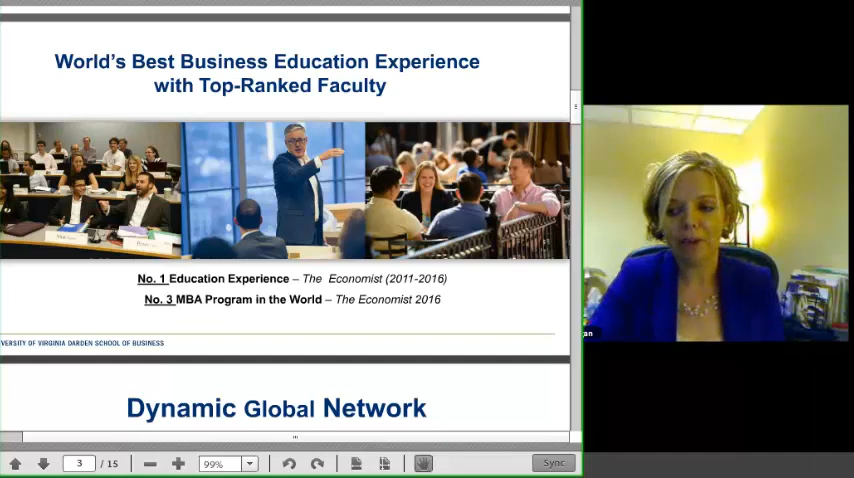 World's Best Business Education Experience
with Top-Ranked Faculty
No. 1 Education Experience – The Economist (2011-2016)
No. 3 MBA Program in the World – The Economist 2016
VERSITY OF VIRGINIA DARDEN SCHOOL OF BUSINESS
Dynamic Global Network
3 / 15
99%
Sync
an